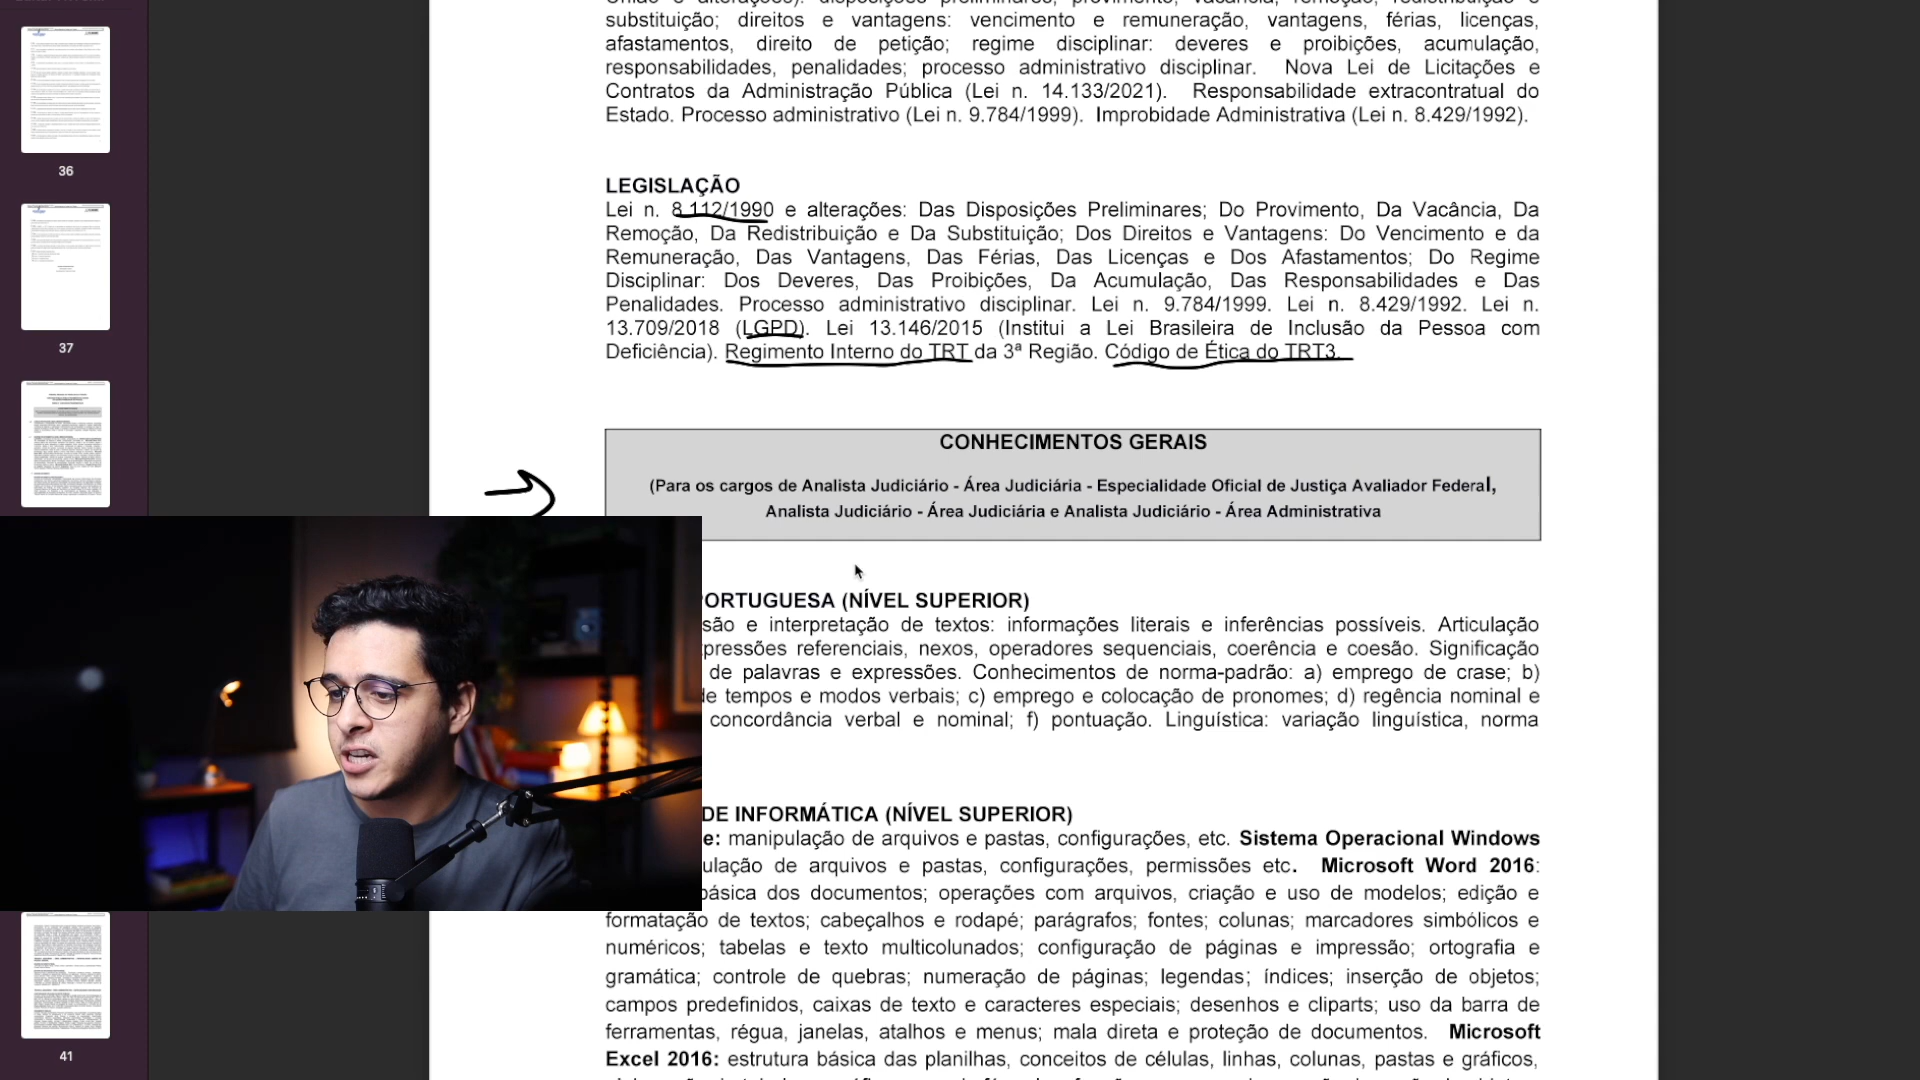 36
37
41
substituição; direitos e vantagens: vencimento e remuneração, vantagens, férias, licenças,
afastamentos, direito de petição; regime disciplinar: deveres e proibições, acumulação,
responsabilidades, penalidades; processo administrativo disciplinar. Nova Lei de Licitações e
Contratos da Administração Pública (Lei n. 14.133/2021). Responsabilidade extracontratual do
Estado. Processo administrativo (Lei n. 9.784/1999). Improbidade Administrativa (Lei n. 8.429/1992).
LEGISLAÇÃO
Lei n. 8.112/1990 e alterações: Das Disposições Preliminares; Do Provimento, Da Vacância, Da
Remoção, Da Redistribuição e Da Substituição; Dos Direitos e Vantagens: Do Vencimento e da
Remuneração, Das Vantagens, Das Férias, Das Licenças e Dos Afastamentos; Do Regime
Disciplinar: Dos Deveres, Das Proibições, Da Acumulação, Das Responsabilidades e Das
Penalidades. Processo administrativo disciplinar. Lei n. 9.784/1999. Lei n. 8.429/1992. Lei n.
13.709/2018 (LGPD). Lei 13.146/2015 (Institui a Lei Brasileira de Inclusão da Pessoa com
Deficiência). Regimento Interno do TRT da 3ª Região. Código de Ética do TRT3.
CONHECIMENTOS GERAIS
(Para os cargos de Analista Judiciário - Área Judiciária - Especialidade Oficial de Justiça Avaliador Federal,
Analista Judiciário - Área Judiciária e Analista Judiciário - Área Administrativa
PORTUGUESA (NÍVEL SUPERIOR)
são e interpretação de textos: informações literais e inferências possíveis. Articulação
pressões referenciais, nexos, operadores sequenciais, coerência e coesão. Significação
de palavras e expressões. Conhecimentos de norma-padrão: a) emprego de crase; b)
de tempos e modos verbais; c) emprego e colocação de pronomes; d) regência nominal e
concordância verbal e nominal; f) pontuação. Linguística: variação linguística, norma
DE INFORMÁTICA (NÍVEL SUPERIOR)
e: manipulação de arquivos e pastas, configurações, etc. Sistema Operacional Windows
ulação de arquivos e pastas, configurações, permissões etc. Microsoft Word 2016:
básica dos documentos; operações com arquivos, criação e uso de modelos; edição e
formatação de textos; cabeçalhos e rodapé; parágrafos; fontes; colunas; marcadores simbólicos e
numéricos; tabelas e texto multicolunados; configuração de páginas e impressão; ortografia e
gramática; controle de quebras; numeração de páginas; legendas; índices; inserção de objetos;
campos predefinidos, caixas de texto e caracteres especiais; desenhos e cliparts; uso da barra de
ferramentas, régua, janelas, atalhos e menus; mala direta e proteção de documentos. Microsoft
Excel 2016: estrutura básica das planilhas, conceitos de células, linhas, colunas, pastas e gráficos,